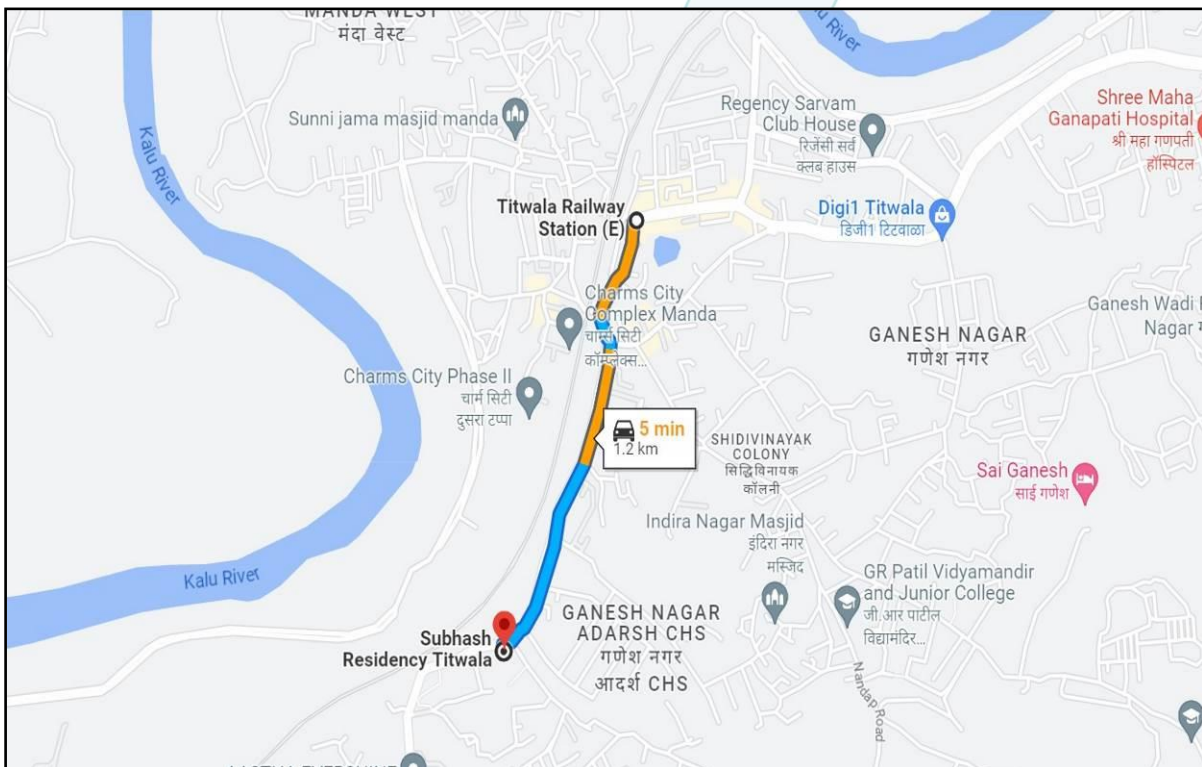 MANDA WEST
मंदा वेस्ट
Kalu River
Sunni jama masjid manda
Regency Sarvam
Club House
रिजेंसी सर्व
क्लब हाउस
Shree Maha
Ganapati Hospital
श्री महा गणपती
हॉस्पिटल
Kalu River
Titwala Railway
Station (E)
Digi1 Titwala
डिजी1 टिटवाळा
Charms City
Complex Manda
चार्म्स सिटी
कॉम्प्लेक्स...
GANESH NAGAR
गणेश नगर
Ganesh Wadi
Nagar
Charms City Phase II
चार्म सिटी
दुसरा टप्पा
5 min
1.2 km
SHIDIVINAYAK
COLONY
सिद्धिविनायक
कॉलनी
Sai Ganesh
साई गणेश
Indira Nagar Masjid
इंदिरा नगर
मस्जिद
Kalu River
GR Patil Vidyamandir
and Junior College
जी.आर पाटील
विद्यामंदिर...
GANESH NAGAR
ADARSH CHS
गणेश नगर
आदर्श CHS
Subhash
Residency Titwala
Nandap Road